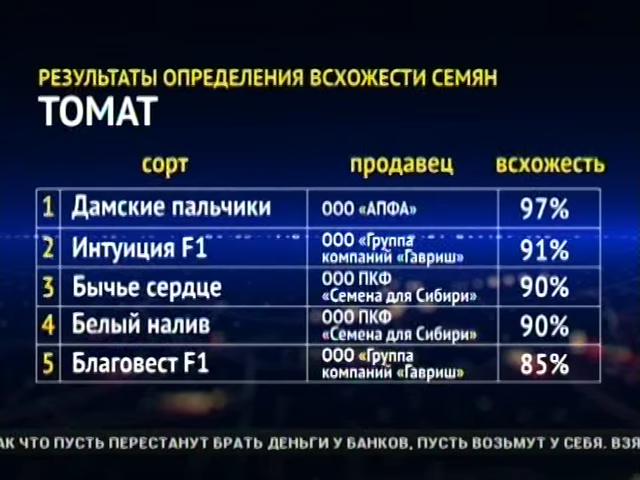 РЕЗУЛЬТАТЫ ОПРЕДЕЛЕНИЯ ВСХОЖЕСТИ СЕМЯН
ТОМАТ
сорт продавец всхожесть
1 Дамские пальчики ООО «АПФА» 97%
2 Интуиция F1 ООО «Группа компаний «Гавриш» 91%
3 Бычье сердце ООО ПКФ «Семена для Сибири» 90%
4 Белый налив ООО ПКФ «Семена для Сибири» 90%
5 Благовест F1 ООО «Группа компаний «Гавриш» 85%
АК ЧТО ПУСТЬ ПЕРЕСТАНУТ БРАТЬ ДЕНЬГИ У БАНКОВ, ПУСТЬ ВОЗЬМУТ У СЕБЯ. ВЗЯ